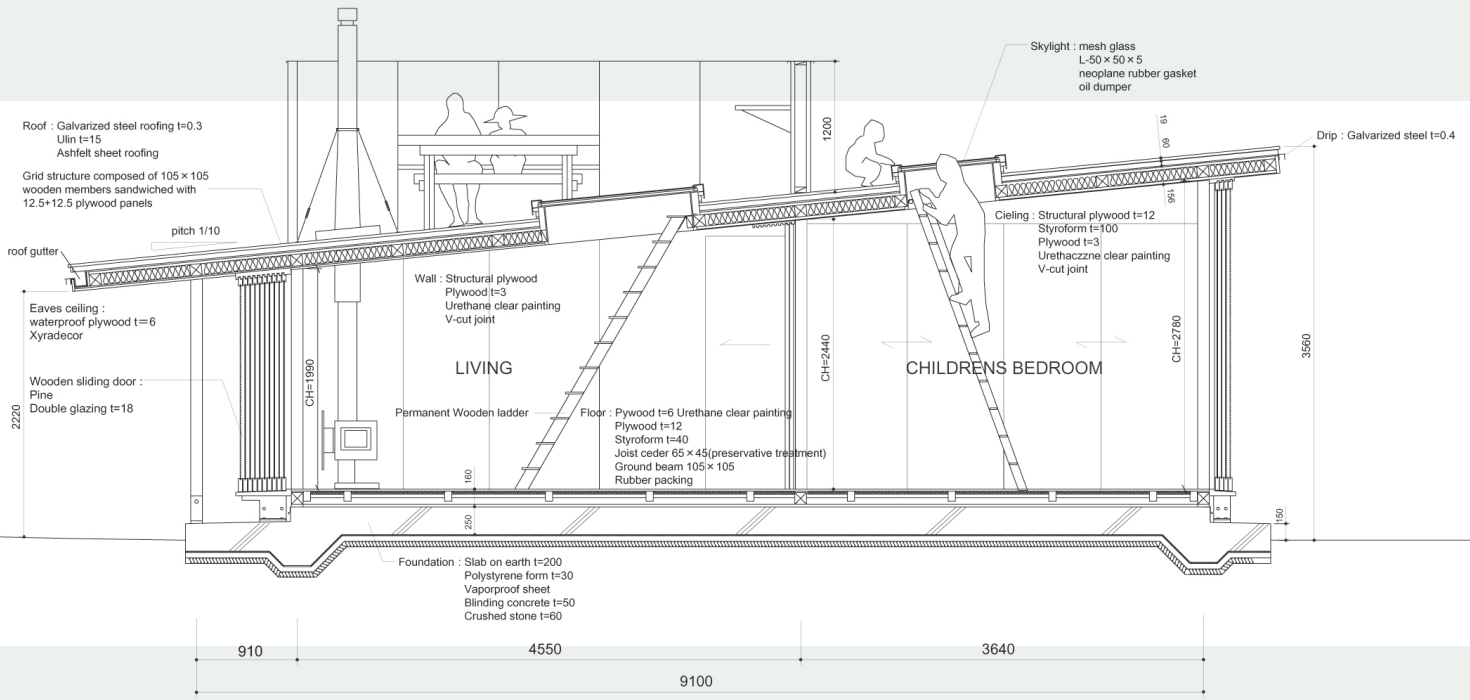 Skylight : mesh glass
L-50×50×5
neoplane rubber gasket
oil dumper
Roof : Galvarized steel roofing t=0.3
Ulin t=15
Ashfelt sheet roofing
1200
19
60
156
Drip : Galvarized steel t=0.4
Grid structure composed of 105×105
wooden members sandwiched with
12.5+12.5 plywood panels
pitch 1/10
roof gutter
Cieling : Structural plywood t=12
Styroform t=100
Plywood t=3
Urethaczzne clear painting
V-cut joint
Wall : Structural plywood
Plywood t=3
Urethane clear painting
V-cut joint
Eaves ceiling :
waterproof plywood t=6
Xyradecor
Wooden sliding door :
Pine
Double glazing t=18
2220
CH=1990
LIVING
CH=2440
CHILDRENS BEDROOM
CH=2780
3560
Permanent Wooden ladder
Floor : Pywood t=6 Urethane clear painting
Plywood t=12
Styroform t=40
Joist ceder 65×45(preservative treatment)
Ground beam 105×105
Rubber packing
160
250
150
Foundation : Slab on earth t=200
Polystyrene form t=30
Vaporproof sheet
Blinding concrete t=50
Crushed stone t=60
910
4550
3640
9100